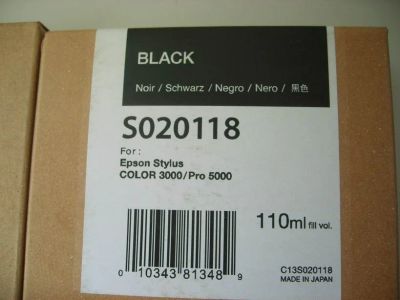 BLACK
Noir / Schwarz / Negro / Nero / 黒色
S020118
For :
Epson Stylus
COLOR 3000/Pro 5000
110ml fill vol.
0 10343 81348 9
C13S020118
MADE IN JAPAN